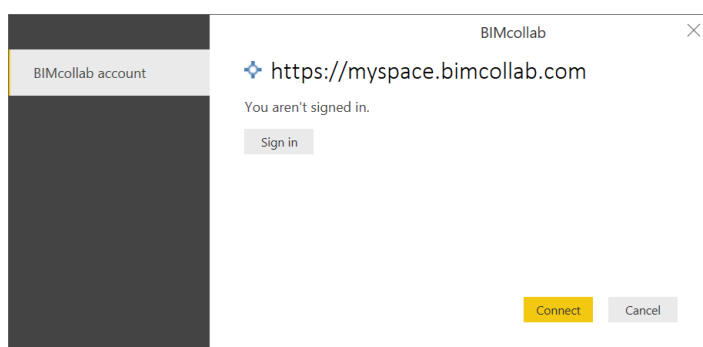 BIMcollab
BIMcollab account
https://myspace.bimcollab.com
You aren't signed in.
Sign in
Connect
Cancel